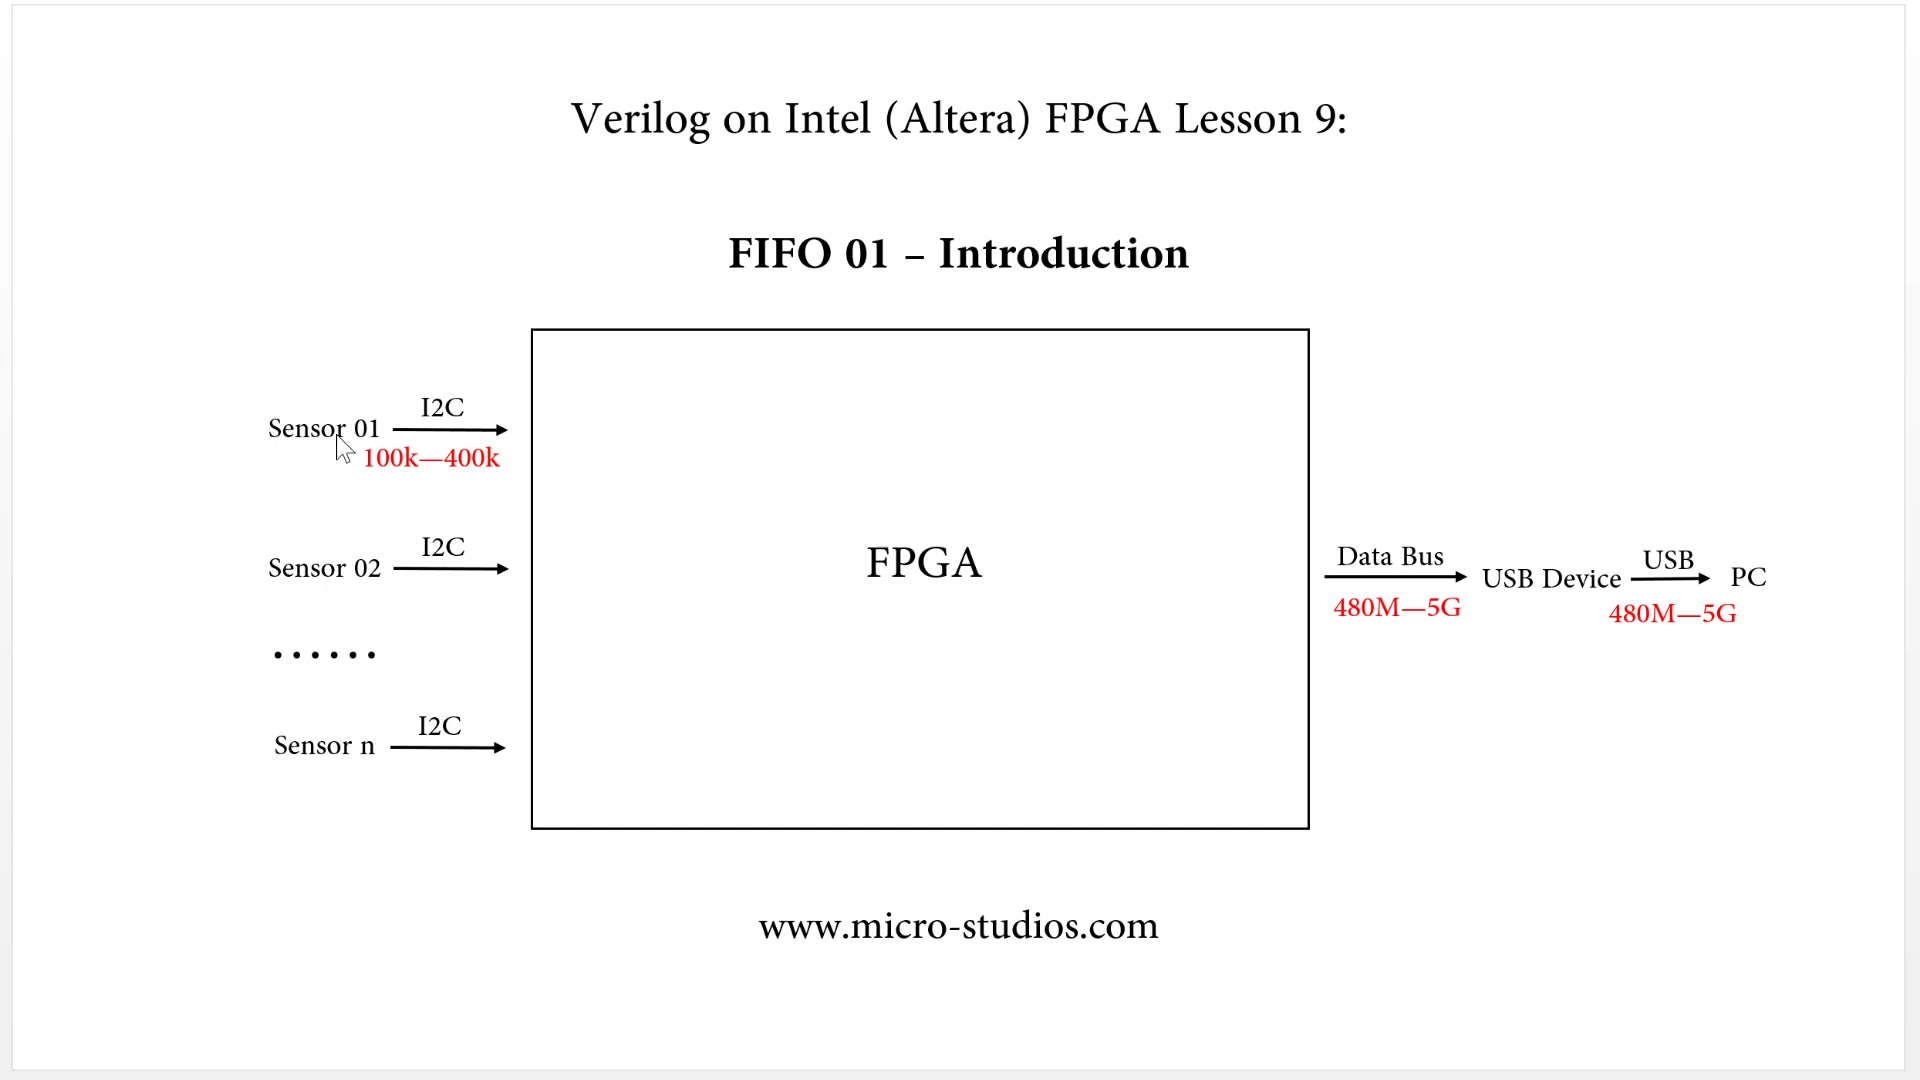 Verilog on Intel (Altera) FPGA Lesson 9:
FIFO 01 – Introduction
I2C
Sensor 01
100k—400k
I2C
Sensor 02
......
I2C
Sensor n
FPGA
Data Bus
480M—5G
USB Device
USB
480M—5G
PC
www.micro-studios.com